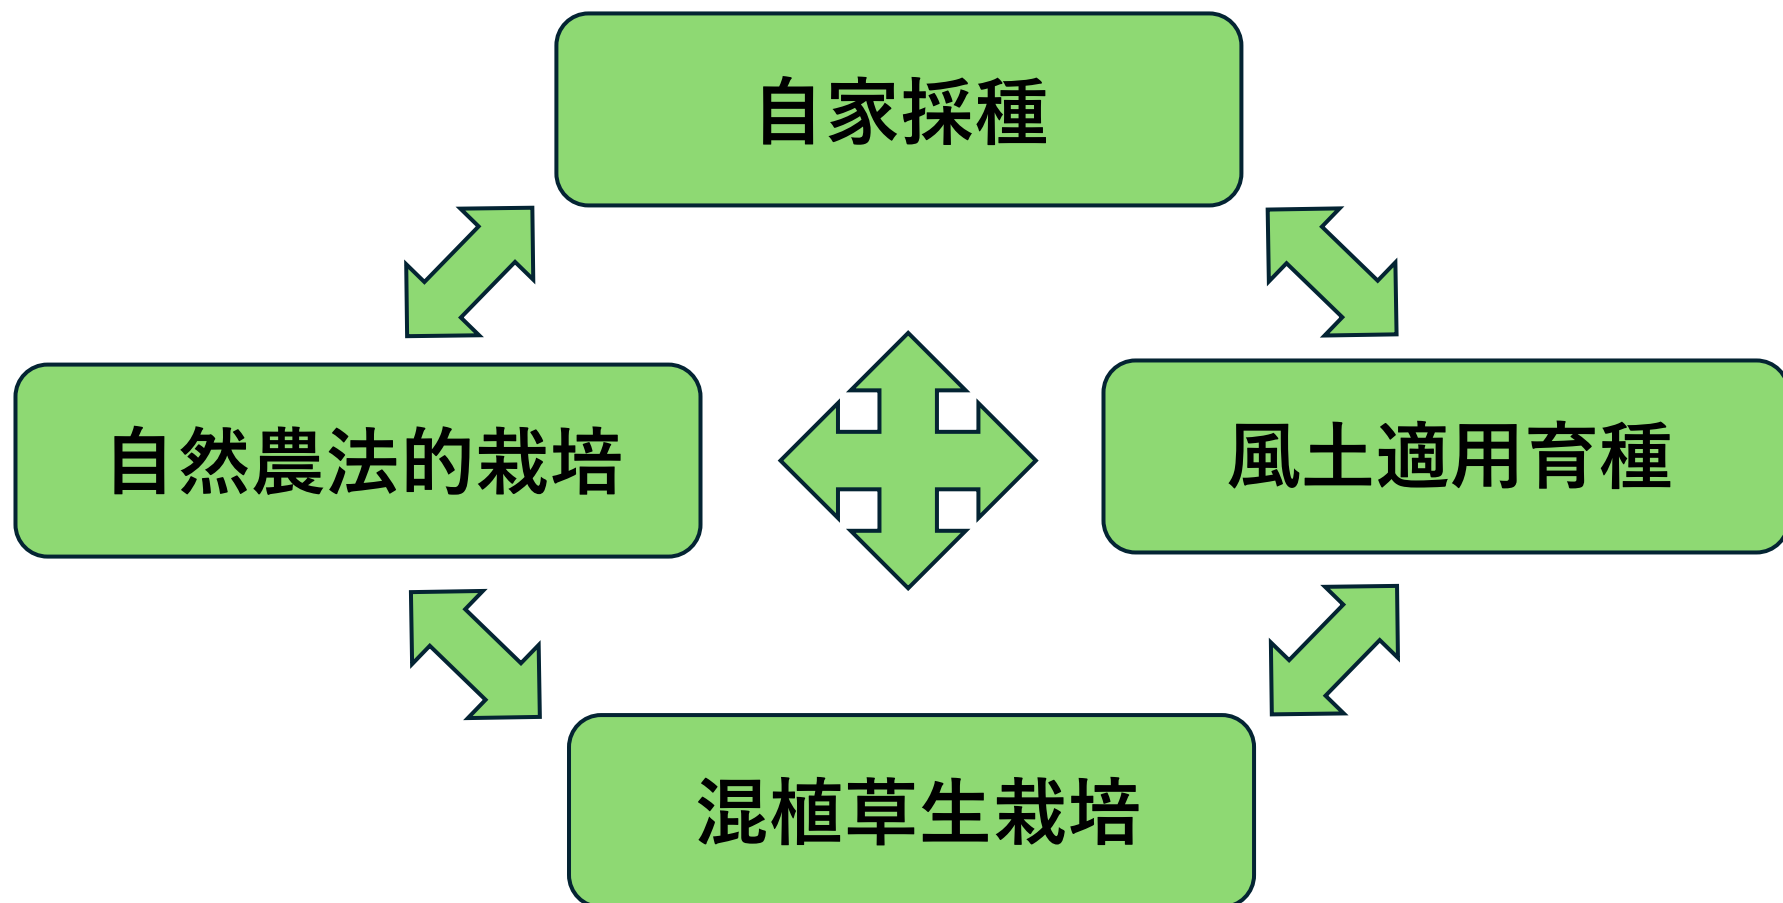 自家採種
自然農法的栽培
風土適用育種
混植草生栽培